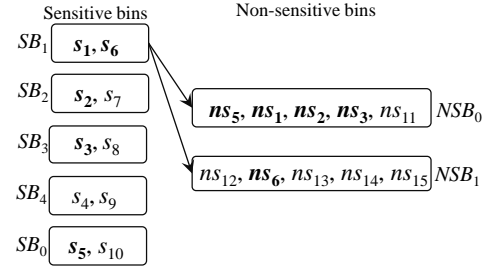 Sensitive bins
Non-sensitive bins
SB₁ s₁, s₆
SB₂ s₂, s₇
SB₃ s₃, s₈
SB₄ s₄, s₉
SB₀ s₅, s₁₀
ns₅, ns₁, ns₂, ns₃, ns₁₁ NSB₀
ns₁₂, ns₆, ns₁₃, ns₁₄, ns₁₅ NSB₁